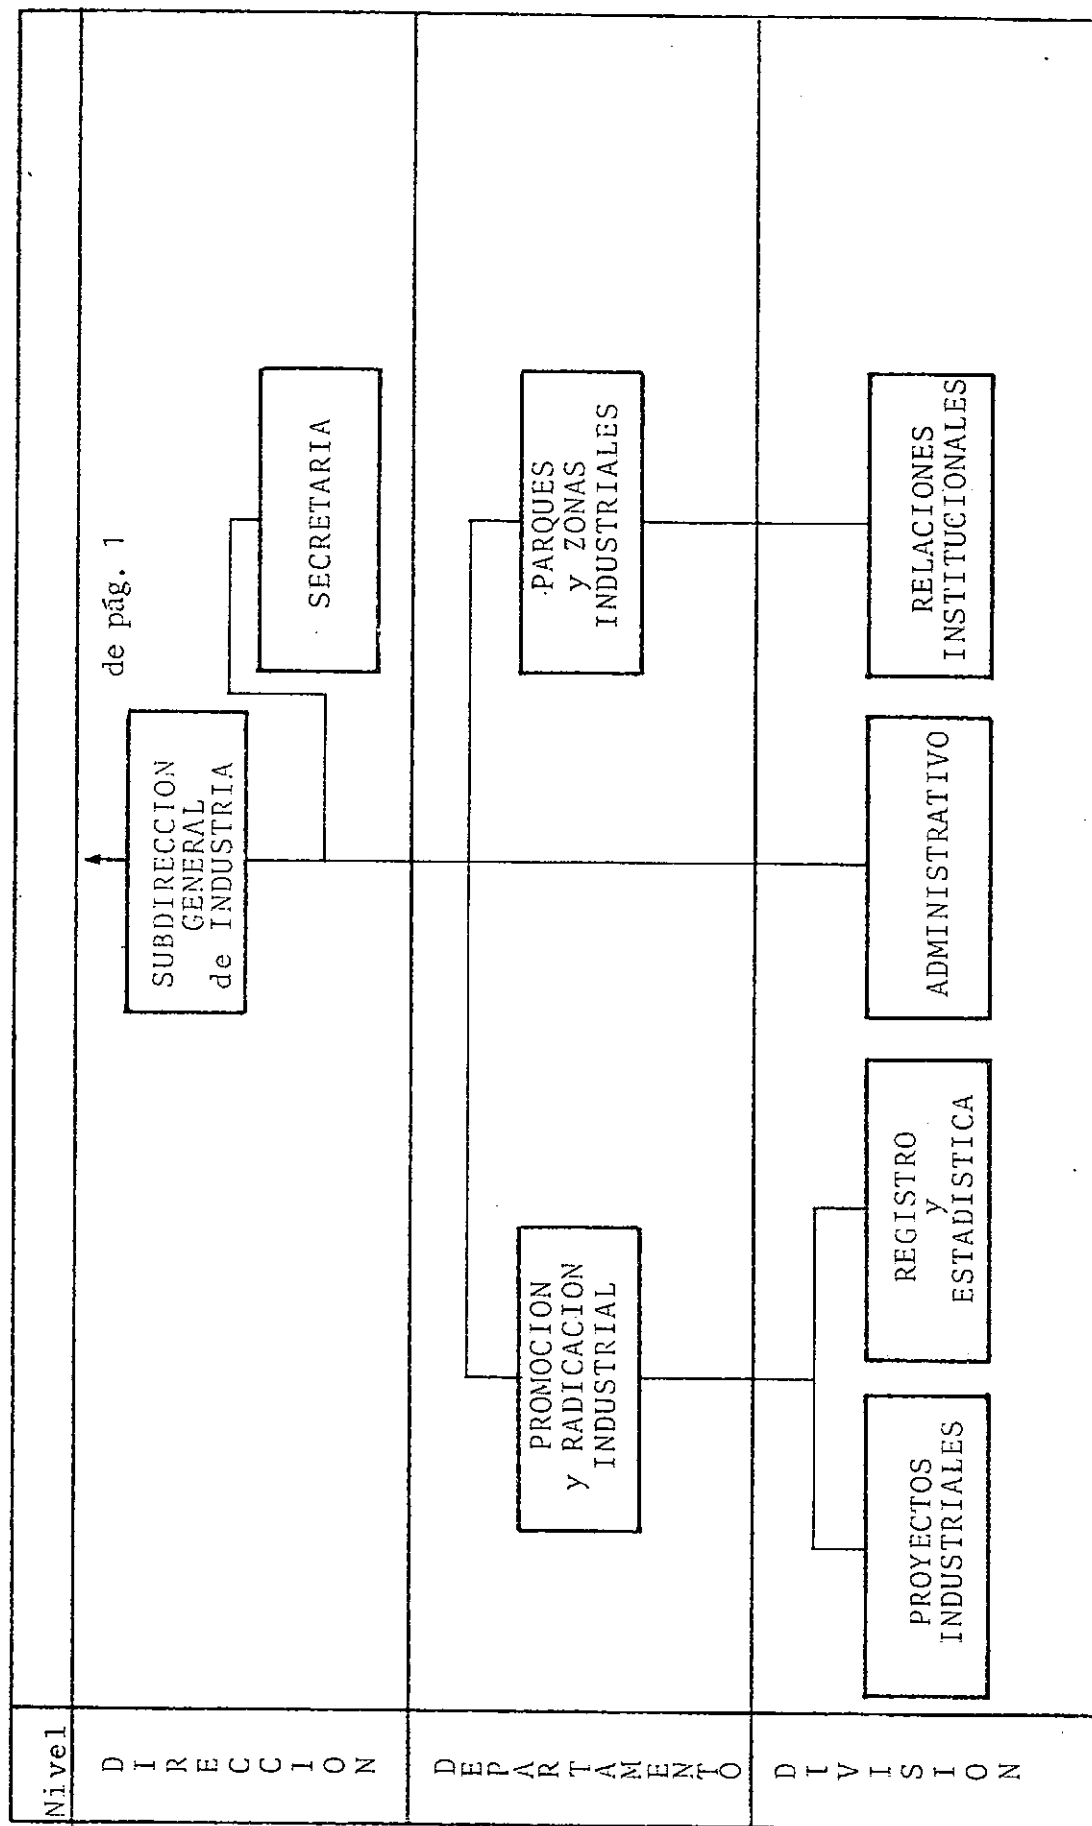 Nivel
DIRECCION
de pág. 1
SUBDIRECCION
GENERAL
de INDUSTRIA
SECRETARIA
DEPARTAMENTO
PROMOCION
y RADICACION
INDUSTRIAL
PARQUES
y ZONAS
INDUSTRIALES
DIVISION
PROYECTOS
INDUSTRIALES
REGISTRO
y
ESTADISTICA
ADMINISTRATIVO
RELACIONES
INSTITUCIONALES